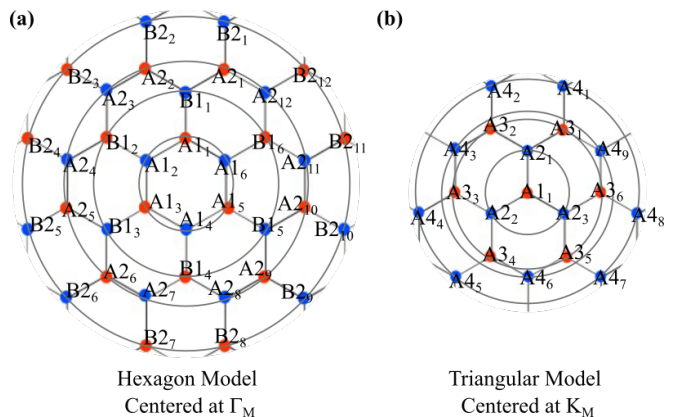 (a)
(b)
B2₂ B2₁
B2₃ A2₂ A2₁ B2₁₂
A2₃ B1₁ A2₁₂
B2₄ B1₂ A1₁ B1₆ B2₁₁
A2₄ A1₂ A1₆ A2₁₁
A2₅ A1₃ A1₅ A2₁₀
B2₅ B1₃ A1₄ B1₅ B2₁₀
A2₆ B1₄ A2₉
B2₆ A2₇ A2₈ B2₉
B2₇ B2₈
Hexagon Model
Centered at Γ_M
A4₂ A4₁
A3₂ A3₁
A4₃ A2₁ A4₉
A3₃ A1₁ A3₆
A4₄ A2₂ A2₃ A4₈
A3₄ A3₅
A4₅ A4₆ A4₇
Triangular Model
Centered at K_M